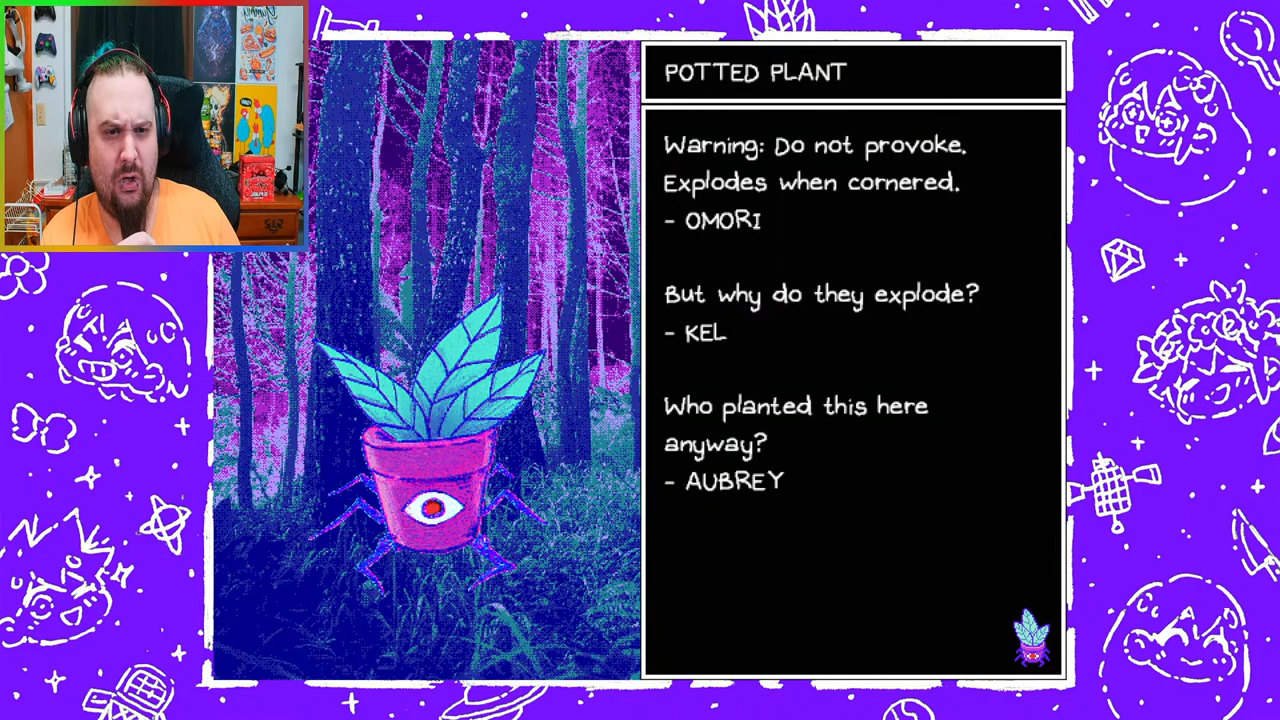 POTTED PLANT
Warning: Do not provoke.
Explodes when cornered.
- OMORI
But why do they explode?
- KEL
Who planted this here
anyway?
- AUBREY